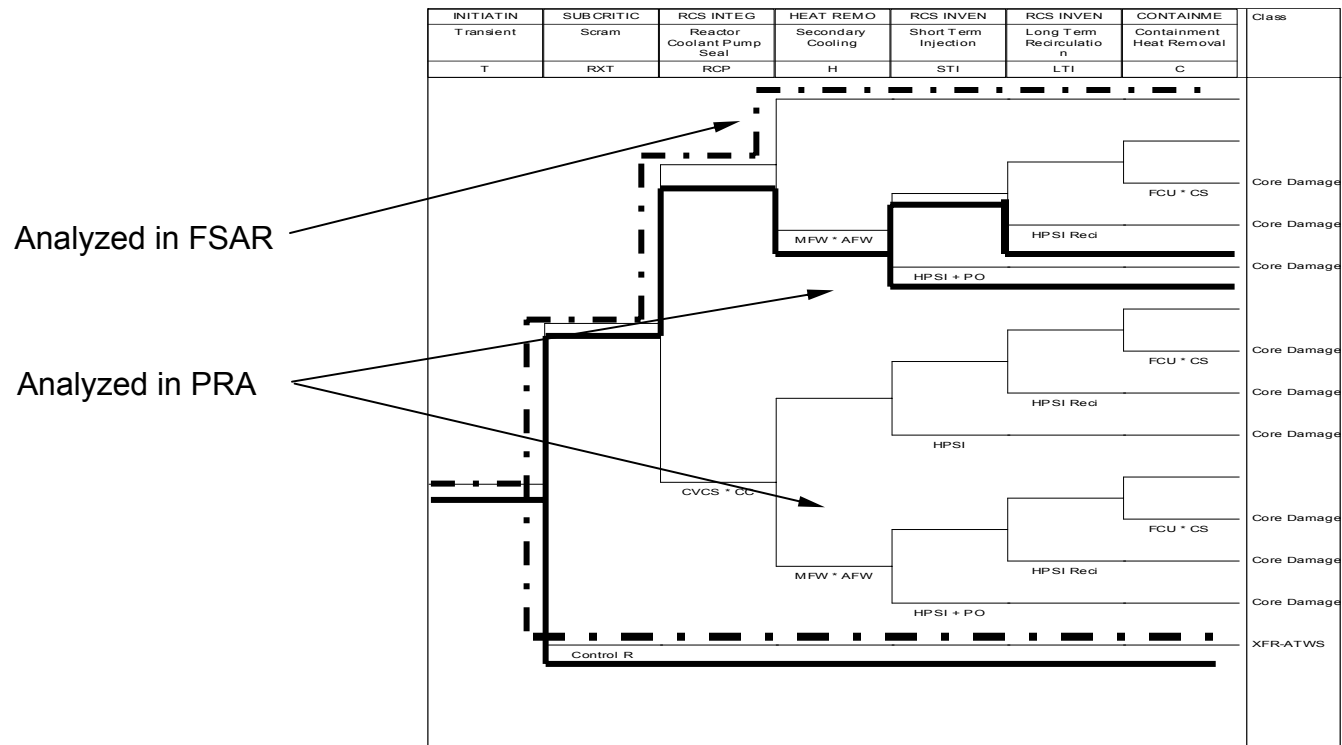 INITIATIN SUBCRITIC RCS INTEG HEAT REMO RCS INVEN RCS INVEN CONTAINME Class
Transient Scram Reactor Coolant Pump Seal Secondary Cooling Short Term Injection Long Term Recirculatio n Containment Heat Removal
T RXT RCP H STI LTI C
Core Damage
FCU * CS
Analyzed in FSAR
Core Damage
MFW * AFW HPSI Reci
Core Damage
HPSI + PO
Core Damage
FCU * CS
Analyzed in PRA
Core Damage
HPSI Reci
Core Damage
HPSI
CVCS * CC
Core Damage
FCU * CS
Core Damage
MFW * AFW HPSI Reci
Core Damage
HPSI + PO
XFR-ATWS
Control R